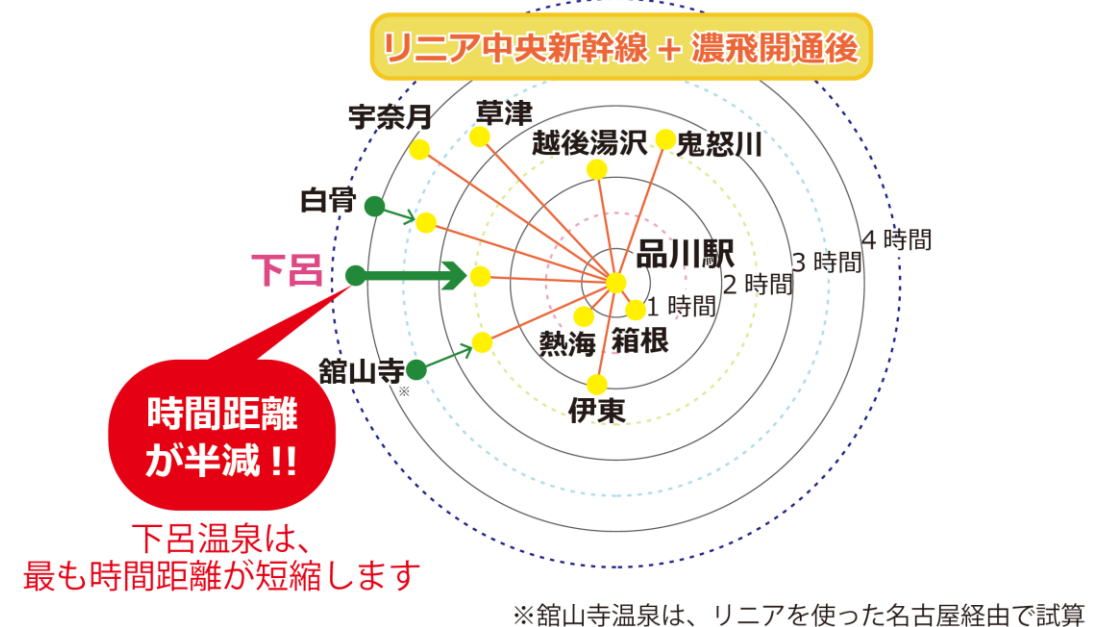 リニア中央新幹線 + 濃飛開通後
宇奈月
草津
越後湯沢
鬼怒川
白骨
4時間
品川駅
下呂
3時間
2時間
1時間
熱海
箱根
舘山寺
※
伊東
時間距離
が半減!!
下呂温泉は、
最も時間距離が短縮します
※舘山寺温泉は、リニアを使った名古屋経由で試算